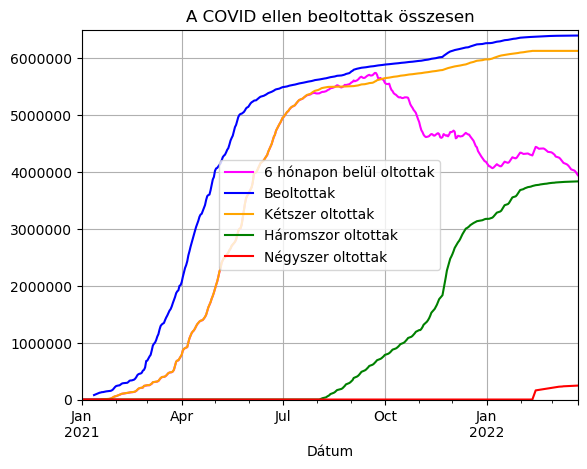 A COVID ellen beoltottak összesen
6000000
5000000
4000000
3000000
2000000
1000000
0
6 hónapon belül oltottak
Beoltottak
Kétszer oltottak
Háromszor oltottak
Négyszer oltottak
Jan Apr Jul Oct Jan
2021 2022
Dátum